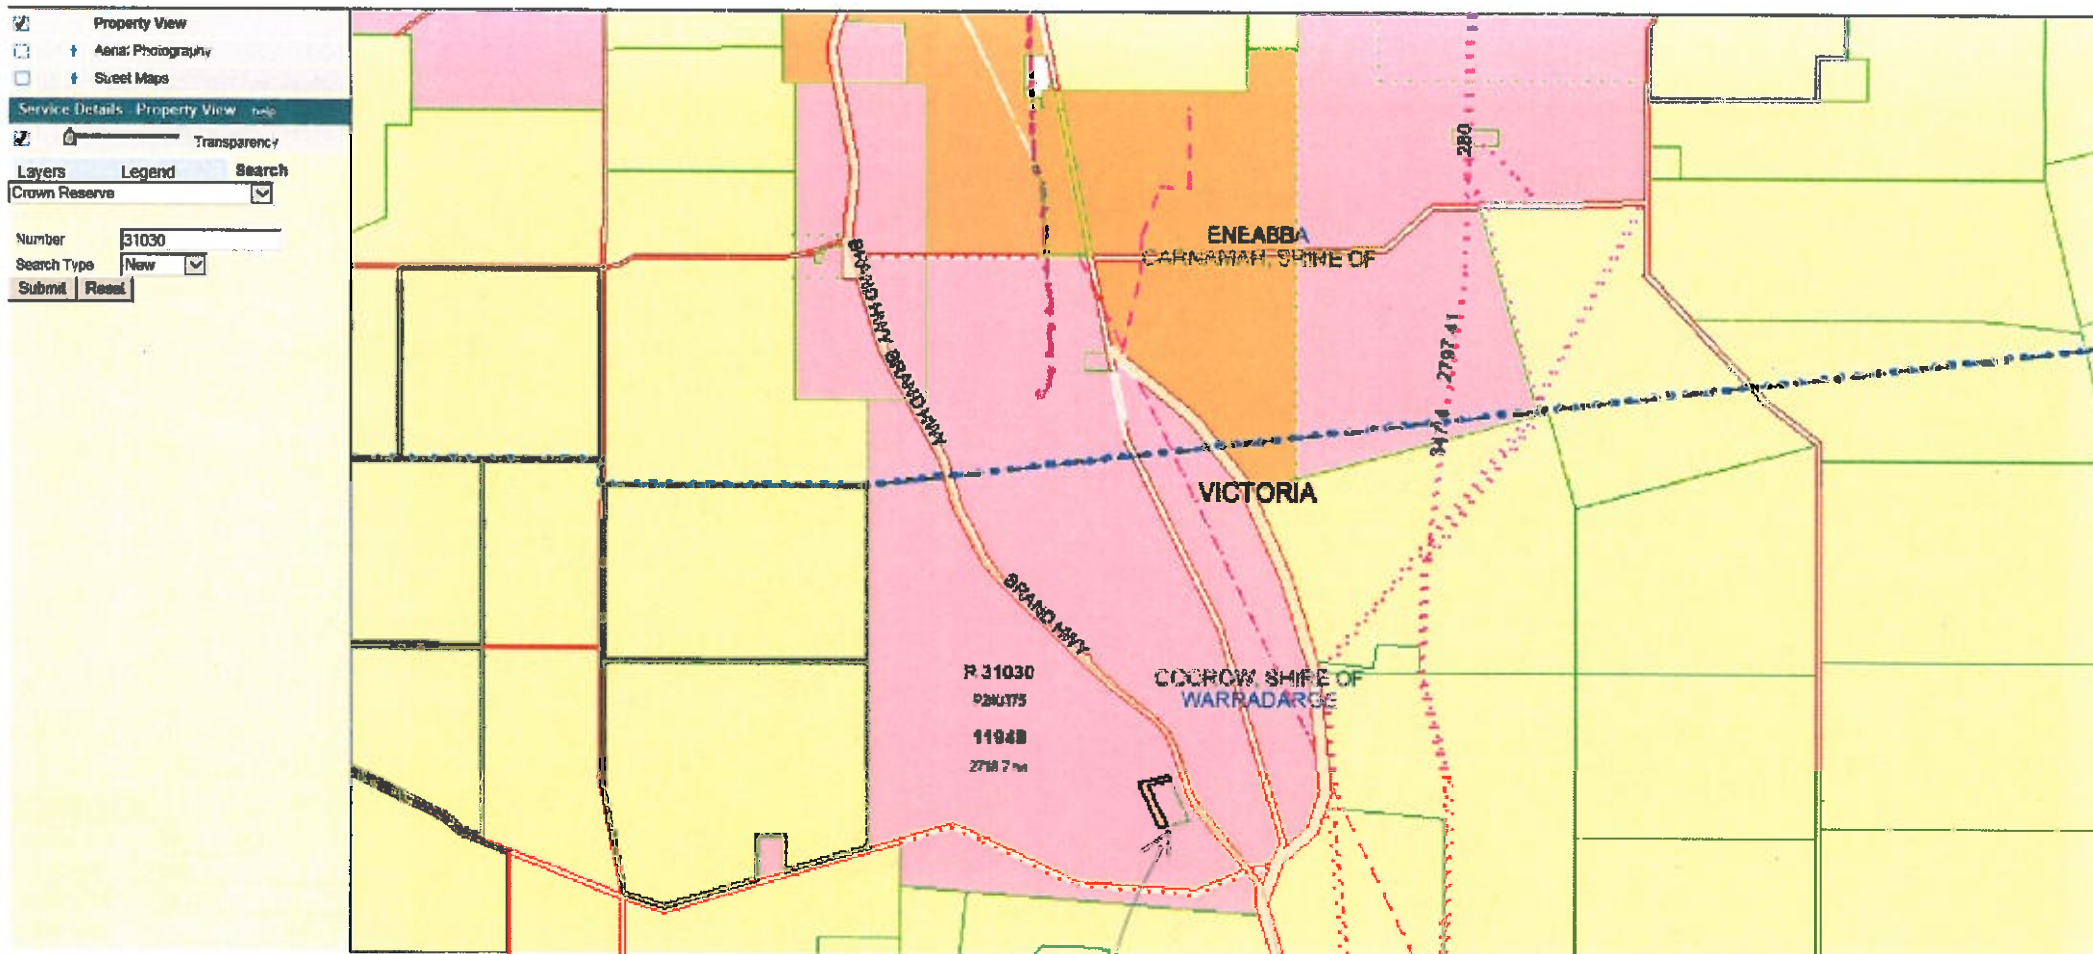 Property View
Aerial Photography
Street Maps
Service Details - Property View help
Transparency
Layers Legend Search
Crown Reserve
Number 31030
Search Type New
Submit Reset
280
ENEABBA
CARNAMAH, SHIRE OF
BRAND HWY BRAND HWY
2797.41
VICTORIA
BRAND HWY
R 31030
COOROW, SHIRE OF
WARRADARGE
11948